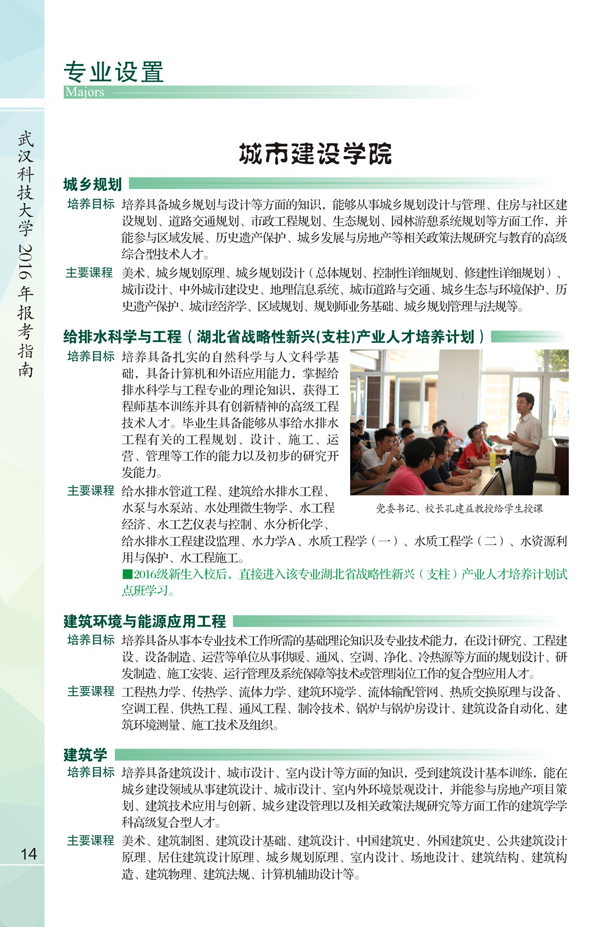 专业设置
Majors
武汉科技大学2016年报考指南
城市建设学院
城乡规划
培养目标 培养具备城乡规划与设计等方面的知识，能够从事城乡规划设计与管理、住房与社区建
设规划、道路交通规划、市政工程规划、生态规划、园林游憩系统规划等方面工作，并
能参与区域发展、历史遗产保护、城乡发展与房地产等相关政策法规研究与教育的高级
综合型技术人才。
主要课程 美术、城乡规划原理、城乡规划设计（总体规划、控制性详细规划、修建性详细规划）、
城市设计、中外城市建设史、地理信息系统、城市道路与交通、城乡生态与环境保护、历
史遗产保护、城市经济学、区域规划、规划师业务基础、城乡规划管理与法规等。
给排水科学与工程（湖北省战略性新兴(支柱)产业人才培养计划）
培养目标 培养具备扎实的自然科学与人文科学基
础，具备计算机和外语应用能力，掌握给
排水科学与工程专业的理论知识，获得工
程师基本训练并具有创新精神的高级工程
技术人才。毕业生具备能够从事给水排水
工程有关的工程规划、设计、施工、运
营、管理等工作的能力以及初步的研究开
发能力。
党委书记、校长孔建益教授给学生授课
主要课程 给水排水管道工程、建筑给水排水工程、
水泵与水泵站、水处理微生物学、水工程
经济、水工艺仪表与控制、水分析化学、
给水排水工程建设监理、水力学A、水质工程学（一）、水质工程学（二）、水资源利
用与保护、水工程施工。
■2016级新生入校后，直接进入该专业湖北省战略性新兴（支柱）产业人才培养计划试
点班学习。
建筑环境与能源应用工程
培养目标 培养具备从事本专业技术工作所需的基础理论知识及专业技术能力，在设计研究、工程建
设、设备制造、运营等单位从事供暖、通风、空调、净化、冷热源等方面的规划设计、研
发制造、施工安装、运行管理及系统保障等技术或管理岗位工作的复合型应用人才。
主要课程 工程热力学、传热学、流体力学、建筑环境学、流体输配管网、热质交换原理与设备、
空调工程、供热工程、通风工程、制冷技术、锅炉与锅炉房设计、建筑设备自动化、建
筑环境测量、施工技术及组织。
建筑学
培养目标 培养具备建筑设计、城市设计、室内设计等方面的知识，受到建筑设计基本训练，能在
城乡建设领域从事建筑设计、城市设计、室内外环境景观设计，并能参与房地产项目策
划、建筑技术应用与创新、城乡建设管理以及相关政策法规研究等方面工作的建筑学学
科高级复合型人才。
主要课程 美术、建筑制图、建筑设计基础、建筑设计、中国建筑史、外国建筑史、公共建筑设计
原理、居住建筑设计原理、城乡规划原理、室内设计、场地设计、建筑结构、建筑构
造、建筑物理、建筑法规、计算机辅助设计等。
14